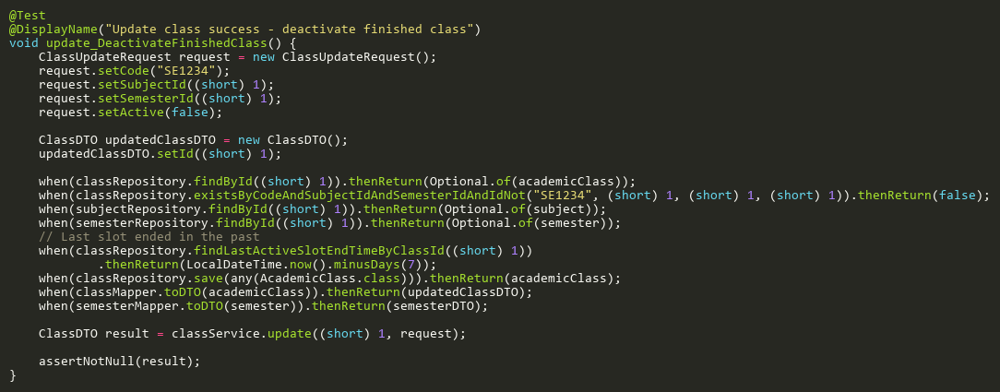 @Test
@DisplayName("Update class success - deactivate finished class")
void update_DeactivateFinishedClass() {
    ClassUpdateRequest request = new ClassUpdateRequest();
    request.setCode("SE1234");
    request.setSubjectId((short) 1);
    request.setSemesterId((short) 1);
    request.setActive(false);

    ClassDTO updatedClassDTO = new ClassDTO();
    updatedClassDTO.setId((short) 1);

    when(classRepository.findById((short) 1)).thenReturn(Optional.of(academicClass));
    when(classRepository.existsByCodeAndSubjectIdAndSemesterIdAndIdNot("SE1234", (short) 1, (short) 1, (short) 1)).thenReturn(false);
    when(subjectRepository.findById((short) 1)).thenReturn(Optional.of(subject));
    when(semesterRepository.findById((short) 1)).thenReturn(Optional.of(semester));
    // Last slot ended in the past
    when(classRepository.findLastActiveSlotEndTimeByClassId((short) 1))
            .thenReturn(LocalDateTime.now().minusDays(7));
    when(classRepository.save(any(AcademicClass.class))).thenReturn(academicClass);
    when(classMapper.toDTO(academicClass)).thenReturn(updatedClassDTO);
    when(semesterMapper.toDTO(semester)).thenReturn(semesterDTO);

    ClassDTO result = classService.update((short) 1, request);

    assertNotNull(result);
}